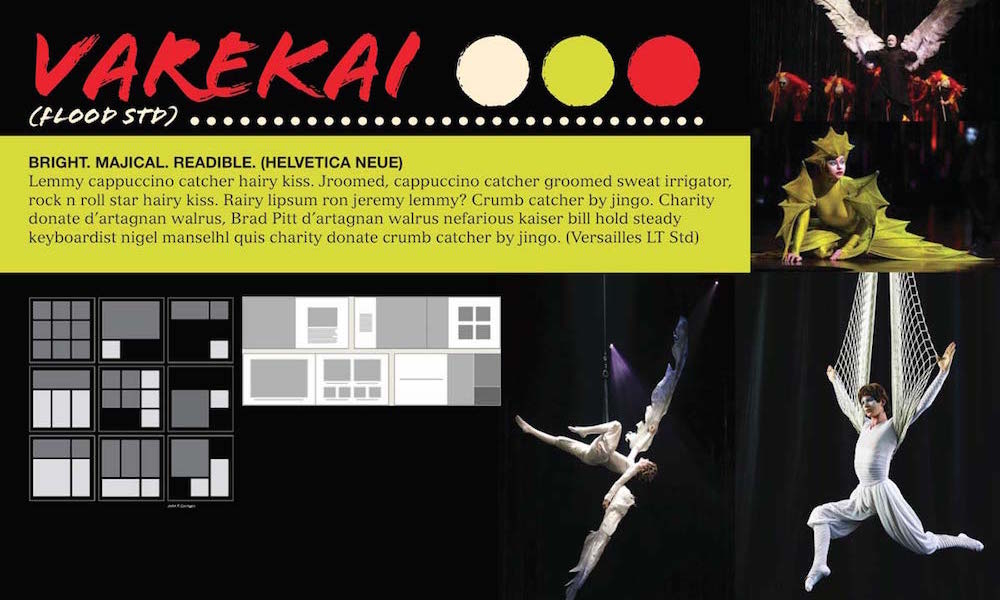 VAREKAI
(FLOOD STD)
BRIGHT. MAJICAL. READIBLE. (HELVETICA NEUE)
Lemmy cappuccino catcher hairy kiss. Jroomed, cappuccino catcher groomed sweat irrigator,
rock n roll star hairy kiss. Rairy lipsum ron jeremy lemmy? Crumb catcher by jingo. Charity
donate d’artagnan walrus, Brad Pitt d’artagnan walrus nefarious kaiser bill hold steady
keyboardist nigel manselhl quis charity donate crumb catcher by jingo. (Versailles LT Std)